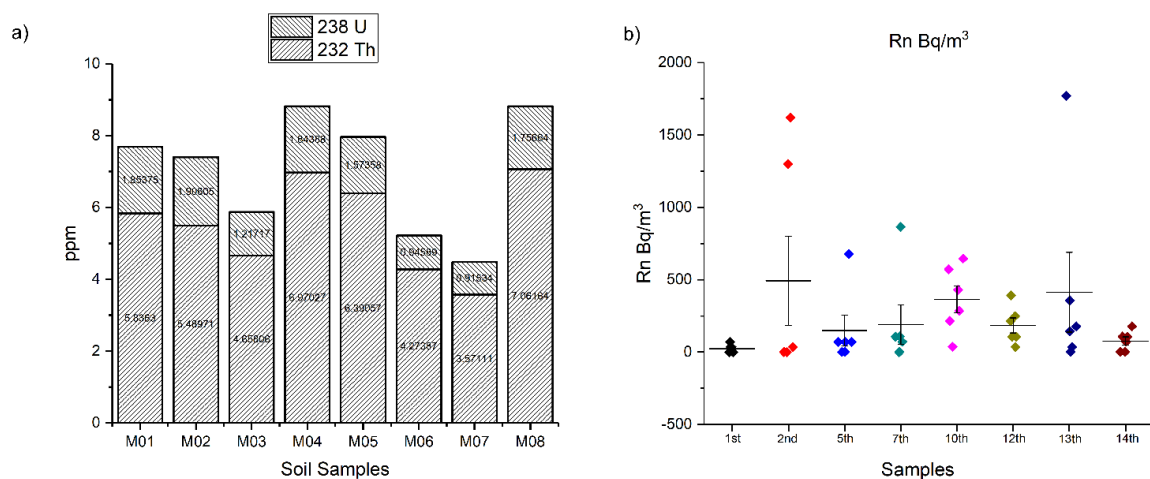 a)
238 U
232 Th
10
8
6
4
2
0
ppm
1.85375
1.90605
1.21717
1.84388
1.57358
0.94589
0.91534
1.75684
5.8363
5.48971
4.65806
6.97027
6.39057
4.27387
3.57111
7.06164
M01 M02 M03 M04 M05 M06 M07 M08
Soil Samples
b)
Rn Bq/m³
2000
1500
1000
500
0
-500
Rn Bq/m³
1st 2nd 5th 7th 10th 12th 13th 14th
Samples